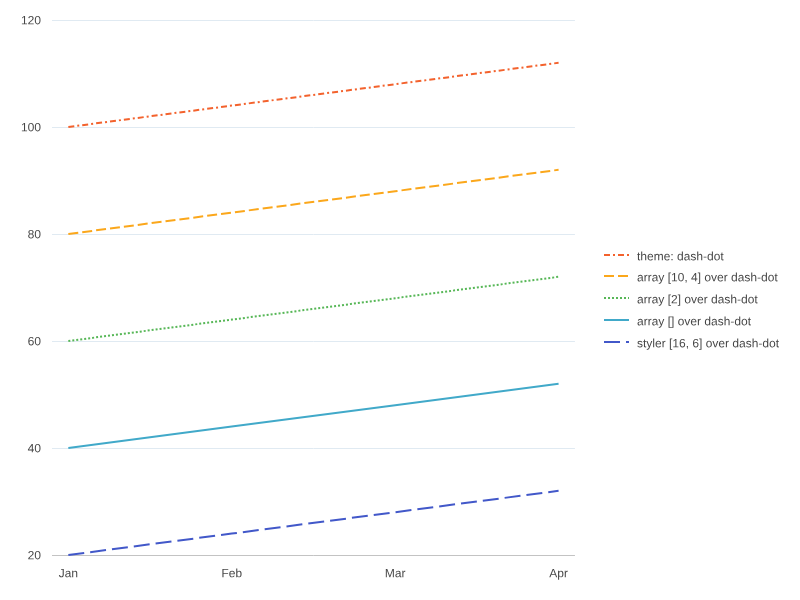 120
100
80
60
40
20
Jan Feb Mar Apr
theme: dash-dot
array [10, 4] over dash-dot
array [2] over dash-dot
array [] over dash-dot
styler [16, 6] over dash-dot